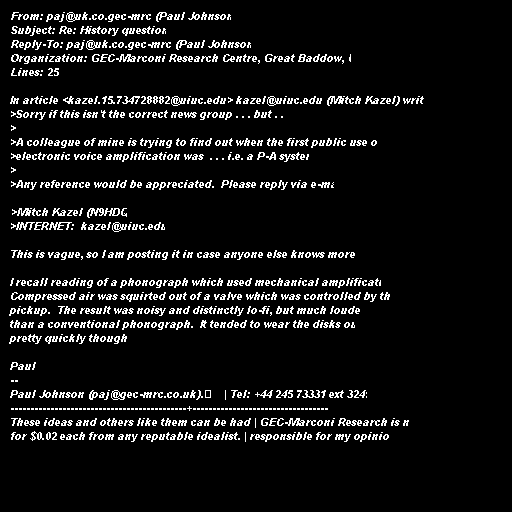 From: paj@uk.co.gec-mrc (Paul Johnson
Subject: Re: History question
Reply-To: paj@uk.co.gec-mrc (Paul Johnson
Organization: GEC-Marconi Research Centre, Great Baddow,
Lines: 25

In article <kazel.15.734728882@uiuc.edu> kazel@uiuc.edu (Mitch Kazel) writ
>Sorry if this isn't the correct news group . . . but . .
>
>A colleague of mine is trying to find out when the first public use o
>electronic voice amplification was . . . i.e. a P-A syster
>
>Any reference would be appreciated. Please reply via e-ma

>Mitch Kazel (N9HDG
>INTERNET: kazel@uiuc.edu

This is vague, so I am posting it in case anyone else knows more

I recall reading of a phonograph which used mechanical amplificati
Compressed air was squirted out of a valve which was controlled by th
pickup. The result was noisy and distinctly lo-fi, but much loude
than a conventional phonograph. It tended to wear the disks ou
pretty quickly though

Paul
--
Paul Johnson (paj@gec-mrc.co.uk). | Tel: +44 245 73331 ext 324
--------------------------------------------+----------------------------------
These ideas and others like them can be had | GEC-Marconi Research is n
for $0.02 each from any reputable idealist. | responsible for my opinio